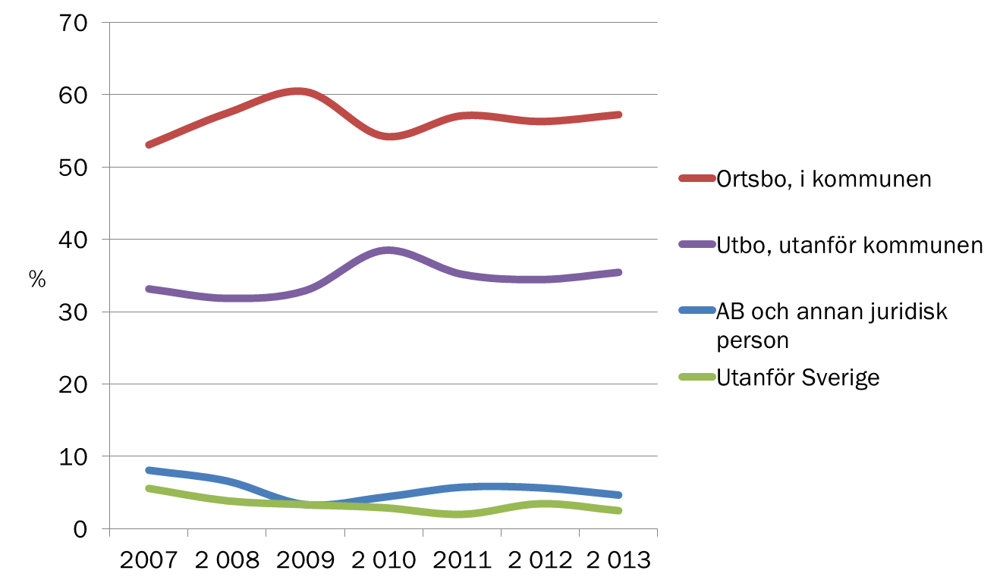 70
60
50
40
30
20
10
0
%
2007 2 008 2009 2 010 2011 2 012 2 013
Ortsbo, i kommunen
Utbo, utanför kommunen
AB och annan juridisk
person
Utanför Sverige